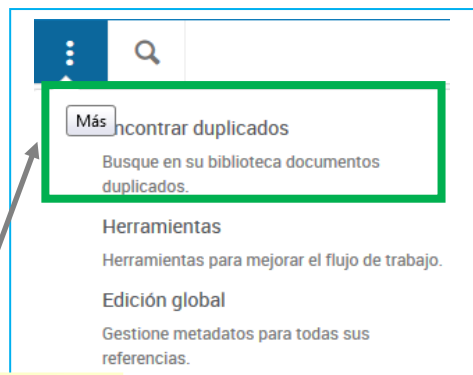 Más
ncontrar duplicados
Busque en su biblioteca documentos
duplicados.
Herramientas
Herramientas para mejorar el flujo de trabajo.
Edición global
Gestione metadatos para todas sus
referencias.